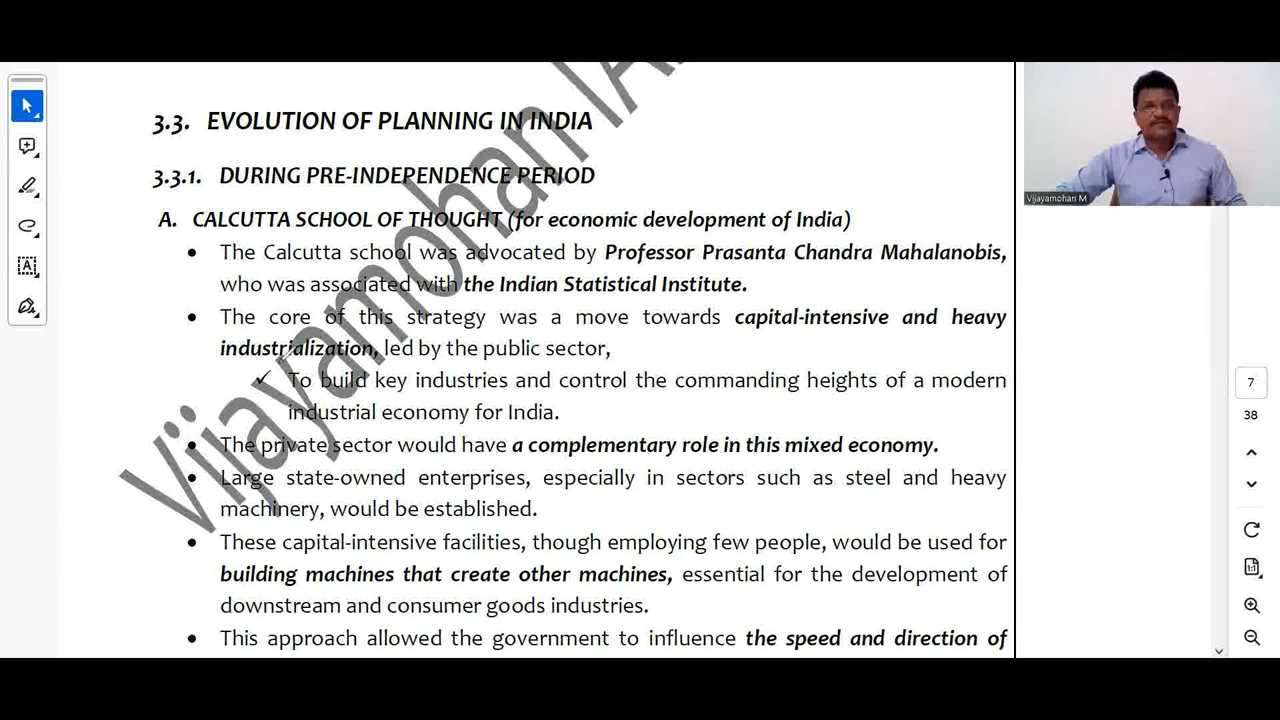 3.3. EVOLUTION OF PLANNING IN INDIA
3.3.1. DURING PRE-INDEPENDENCE PERIOD
A. CALCUTTA SCHOOL OF THOUGHT (for economic development of India)
• The Calcutta school was advocated by Professor Prasanta Chandra Mahalanobis,
who was associated with the Indian Statistical Institute.
• The core of this strategy was a move towards capital-intensive and heavy
industrialization, led by the public sector,
✓ To build key industries and control the commanding heights of a modern
industrial economy for India.
• The private sector would have a complementary role in this mixed economy.
• Large state-owned enterprises, especially in sectors such as steel and heavy
machinery, would be established.
• These capital-intensive facilities, though employing few people, would be used for
building machines that create other machines, essential for the development of
downstream and consumer goods industries.
• This approach allowed the government to influence the speed and direction of
Vijayamohan IA
Vijayamohan M
7
38
1:1
A